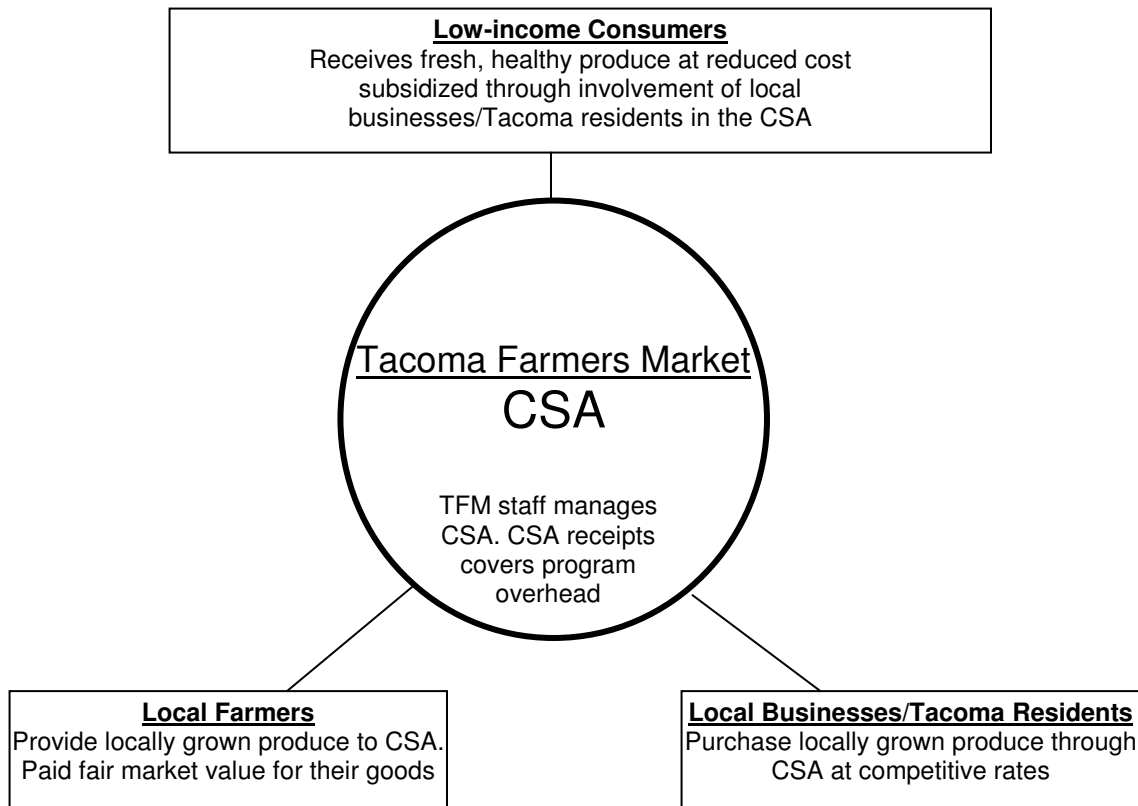 Low-income Consumers
Receives fresh, healthy produce at reduced cost
subsidized through involvement of local
businesses/Tacoma residents in the CSA
Tacoma Farmers Market
CSA
TFM staff manages
CSA. CSA receipts
covers program
overhead
Local Farmers
Provide locally grown produce to CSA.
Paid fair market value for their goods
Local Businesses/Tacoma Residents
Purchase locally grown produce through
CSA at competitive rates